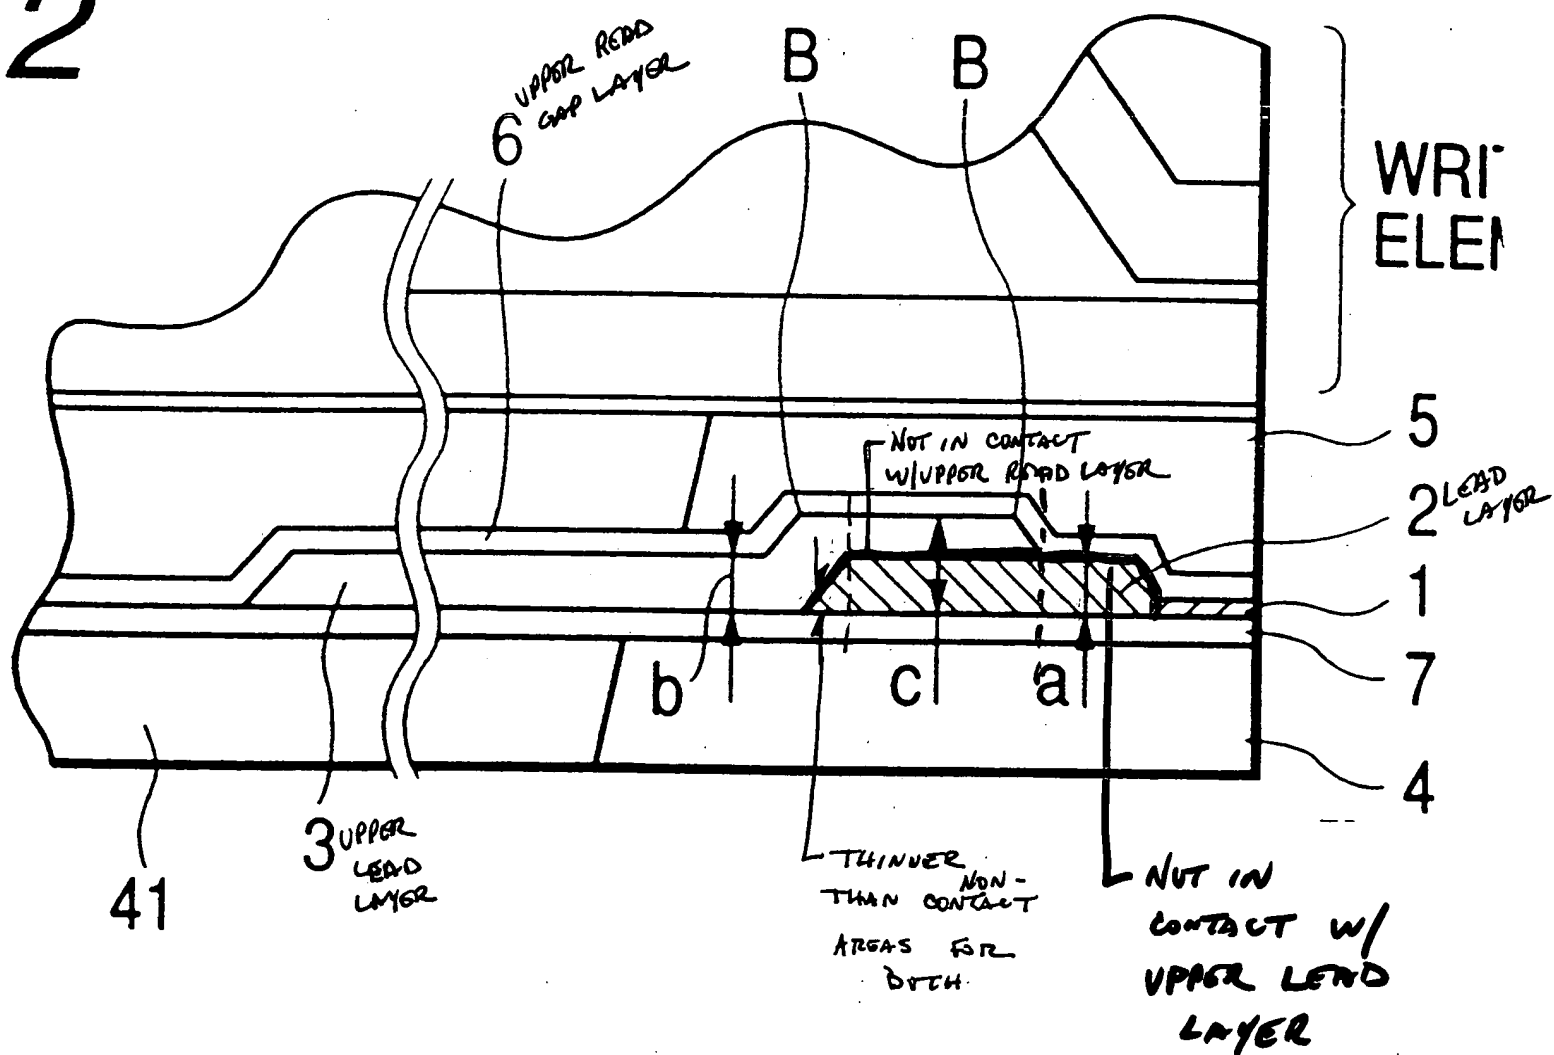 2
UPPER READ
GAP LAYER
6
B
B
WRI
ELE
5
NOT IN CONTACT
W/UPPER READ LAYER
2 LEAD
LAYER
1
b
c
a
7
4
3 UPPER
LEAD
LAYER
41
THINNER
NON-
THAN CONTACT
AREAS FOR
BOTH
NOT IN
CONTACT W/
UPPER LEAD
LAYER